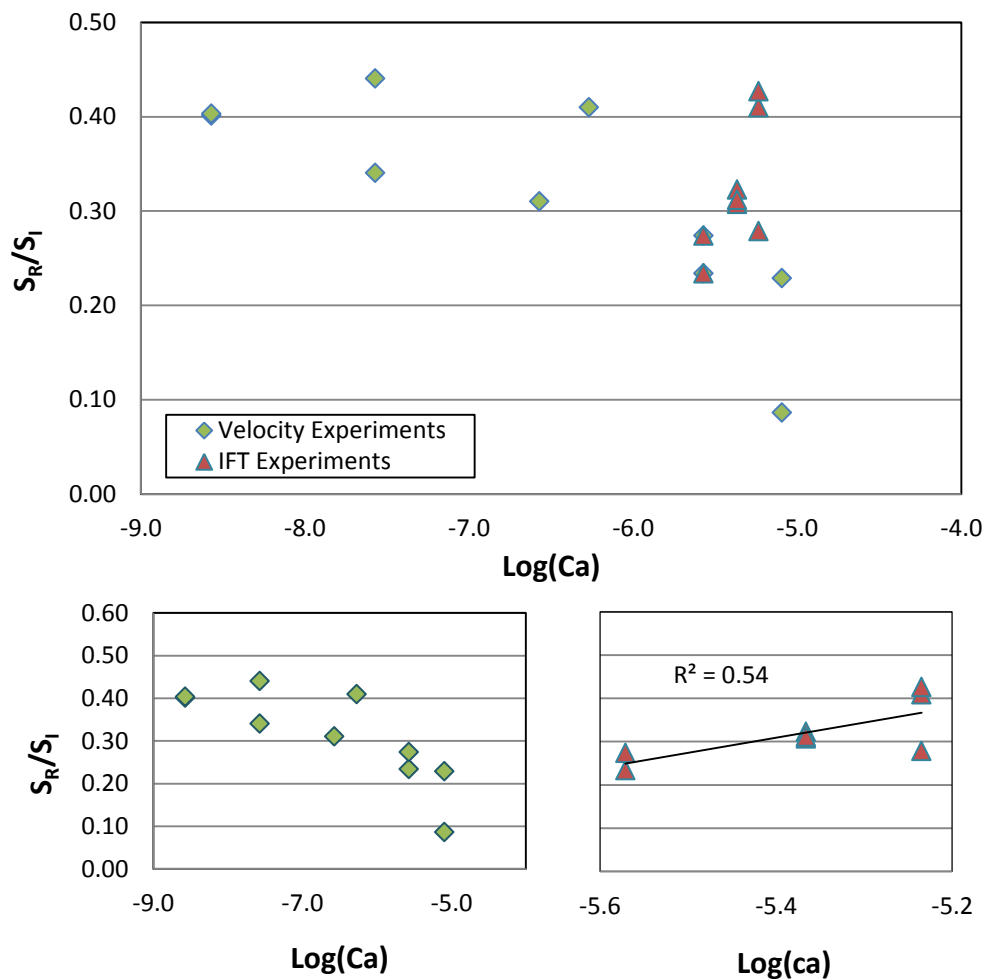 0.50
0.40
0.30
0.20
0.10
0.00
S_R/S_I
Velocity Experiments
IFT Experiments
-9.0 -8.0 -7.0 -6.0 -5.0 -4.0
Log(Ca)
0.60
0.50
0.40
0.30
0.20
0.10
0.00
S_R/S_I
-9.0 -7.0 -5.0
Log(Ca)
R² = 0.54
-5.6 -5.4 -5.2
Log(ca)